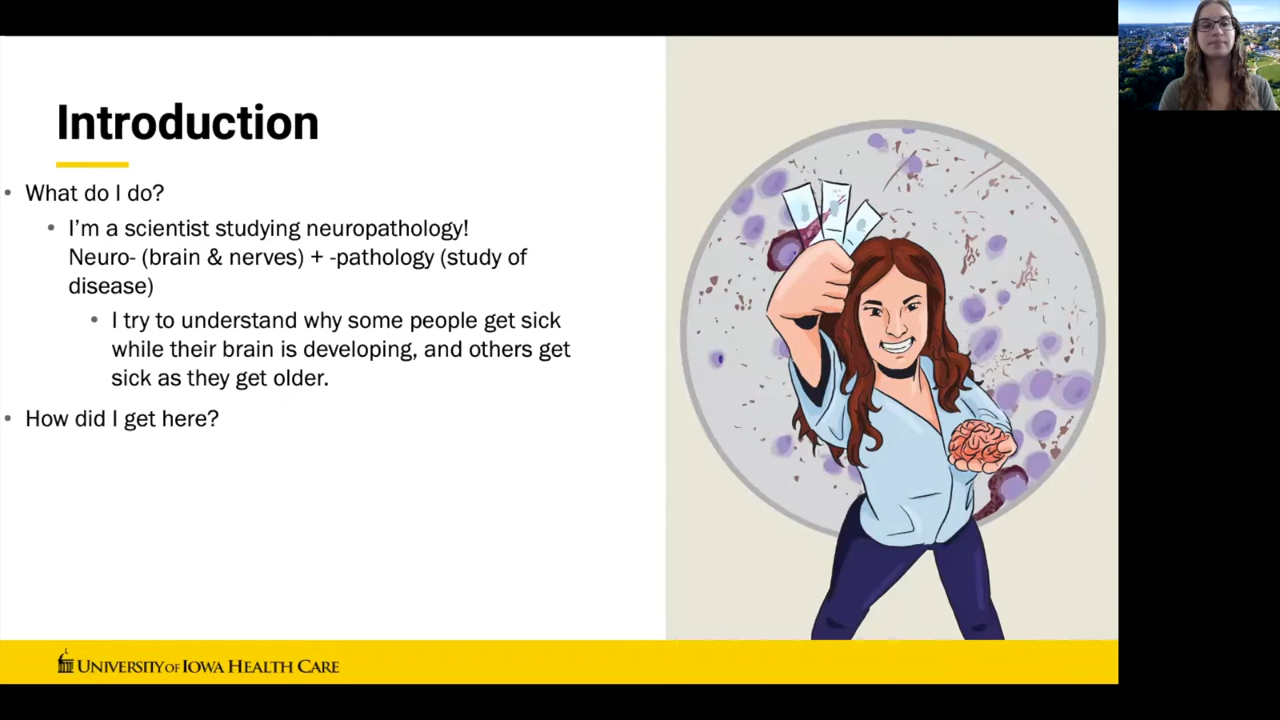 Introduction
What do I do?
I'm a scientist studying neuropathology!
Neuro- (brain & nerves) + -pathology (study of
disease)
I try to understand why some people get sick
while their brain is developing, and others get
sick as they get older.
How did I get here?
UNIVERSITY OF IOWA HEALTH CARE